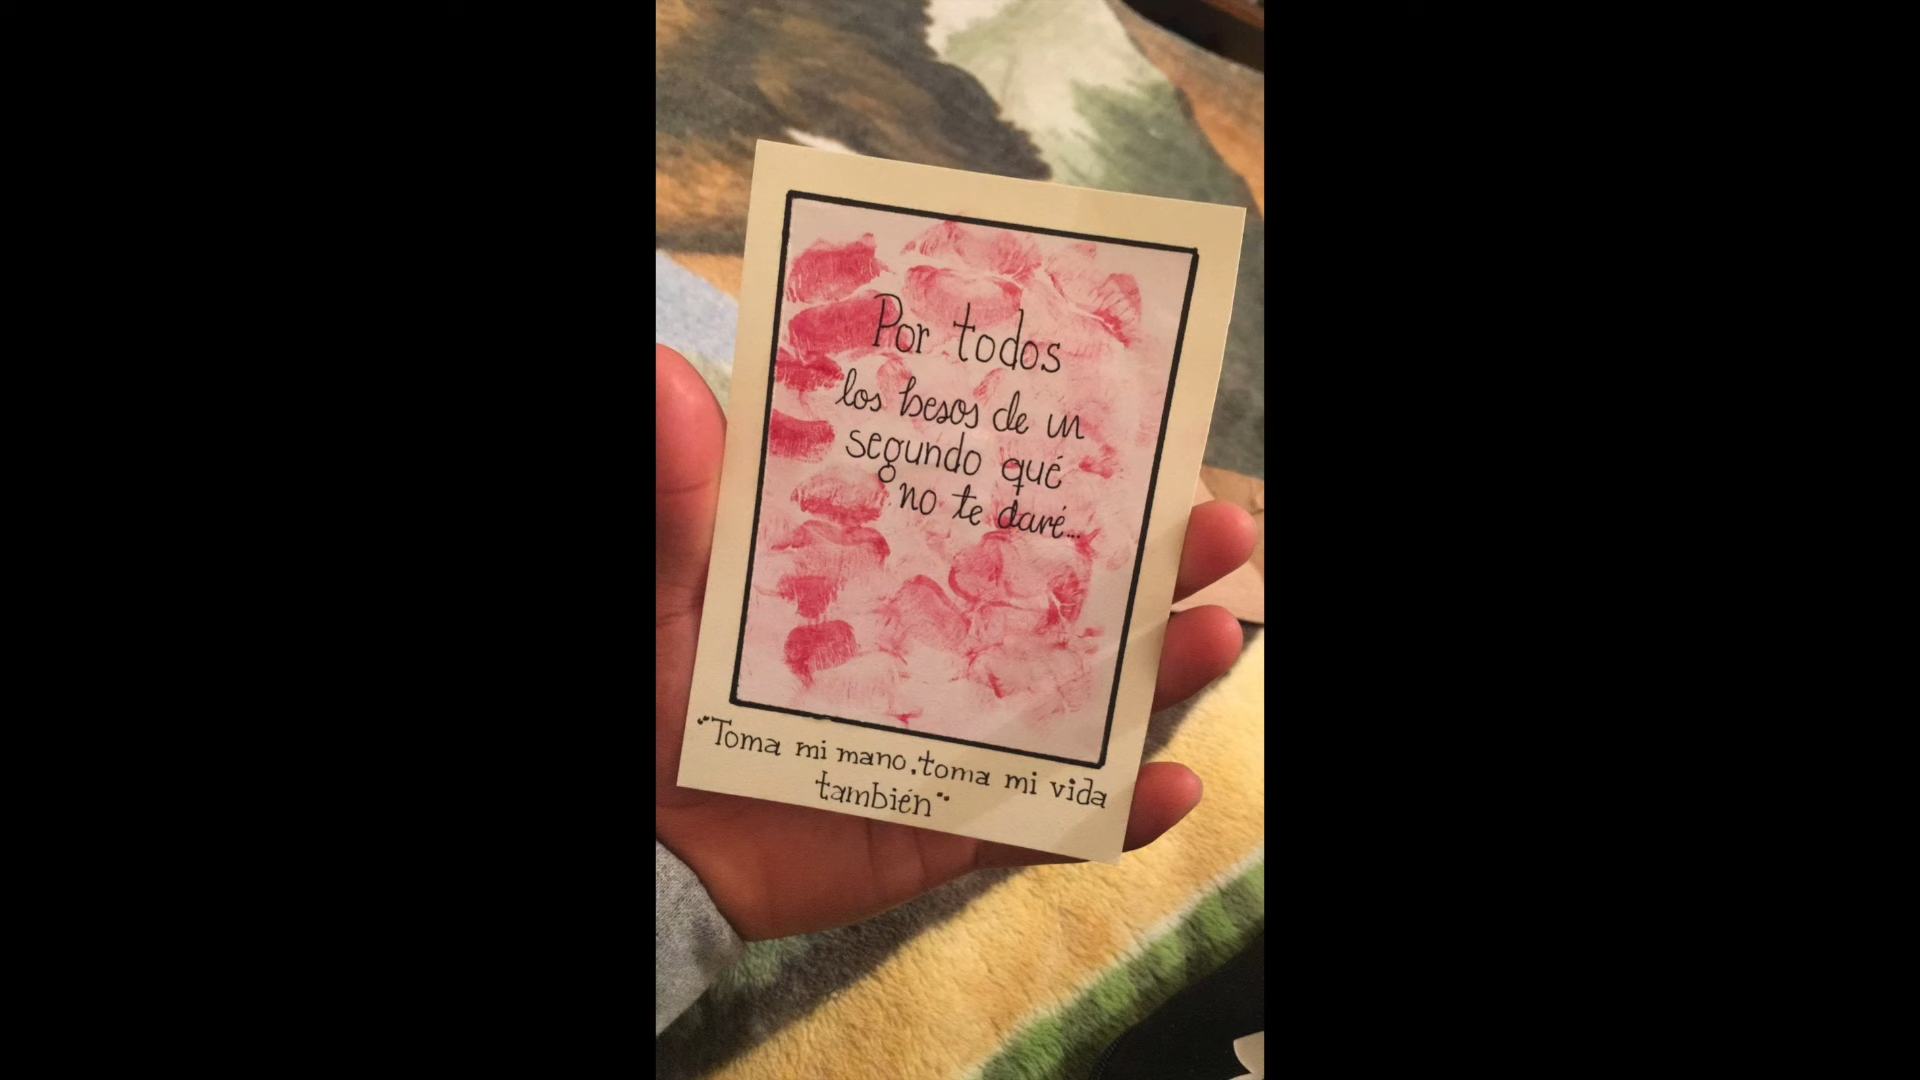 Por todos
los besos de un
segundo qué
no te daré...
"Toma mi mano, toma mi vida
también"